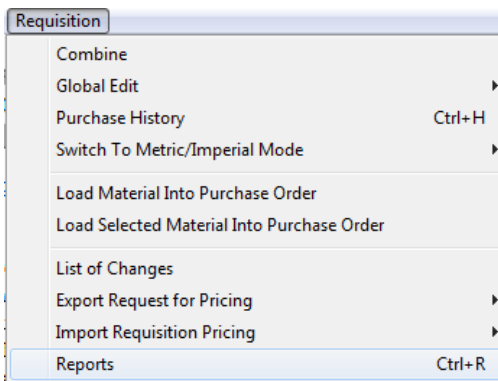 Requisition
Combine
Global Edit
Purchase History Ctrl+H
Switch To Metric/Imperial Mode
Load Material Into Purchase Order
Load Selected Material Into Purchase Order
List of Changes
Export Request for Pricing
Import Requisition Pricing
Reports Ctrl+R